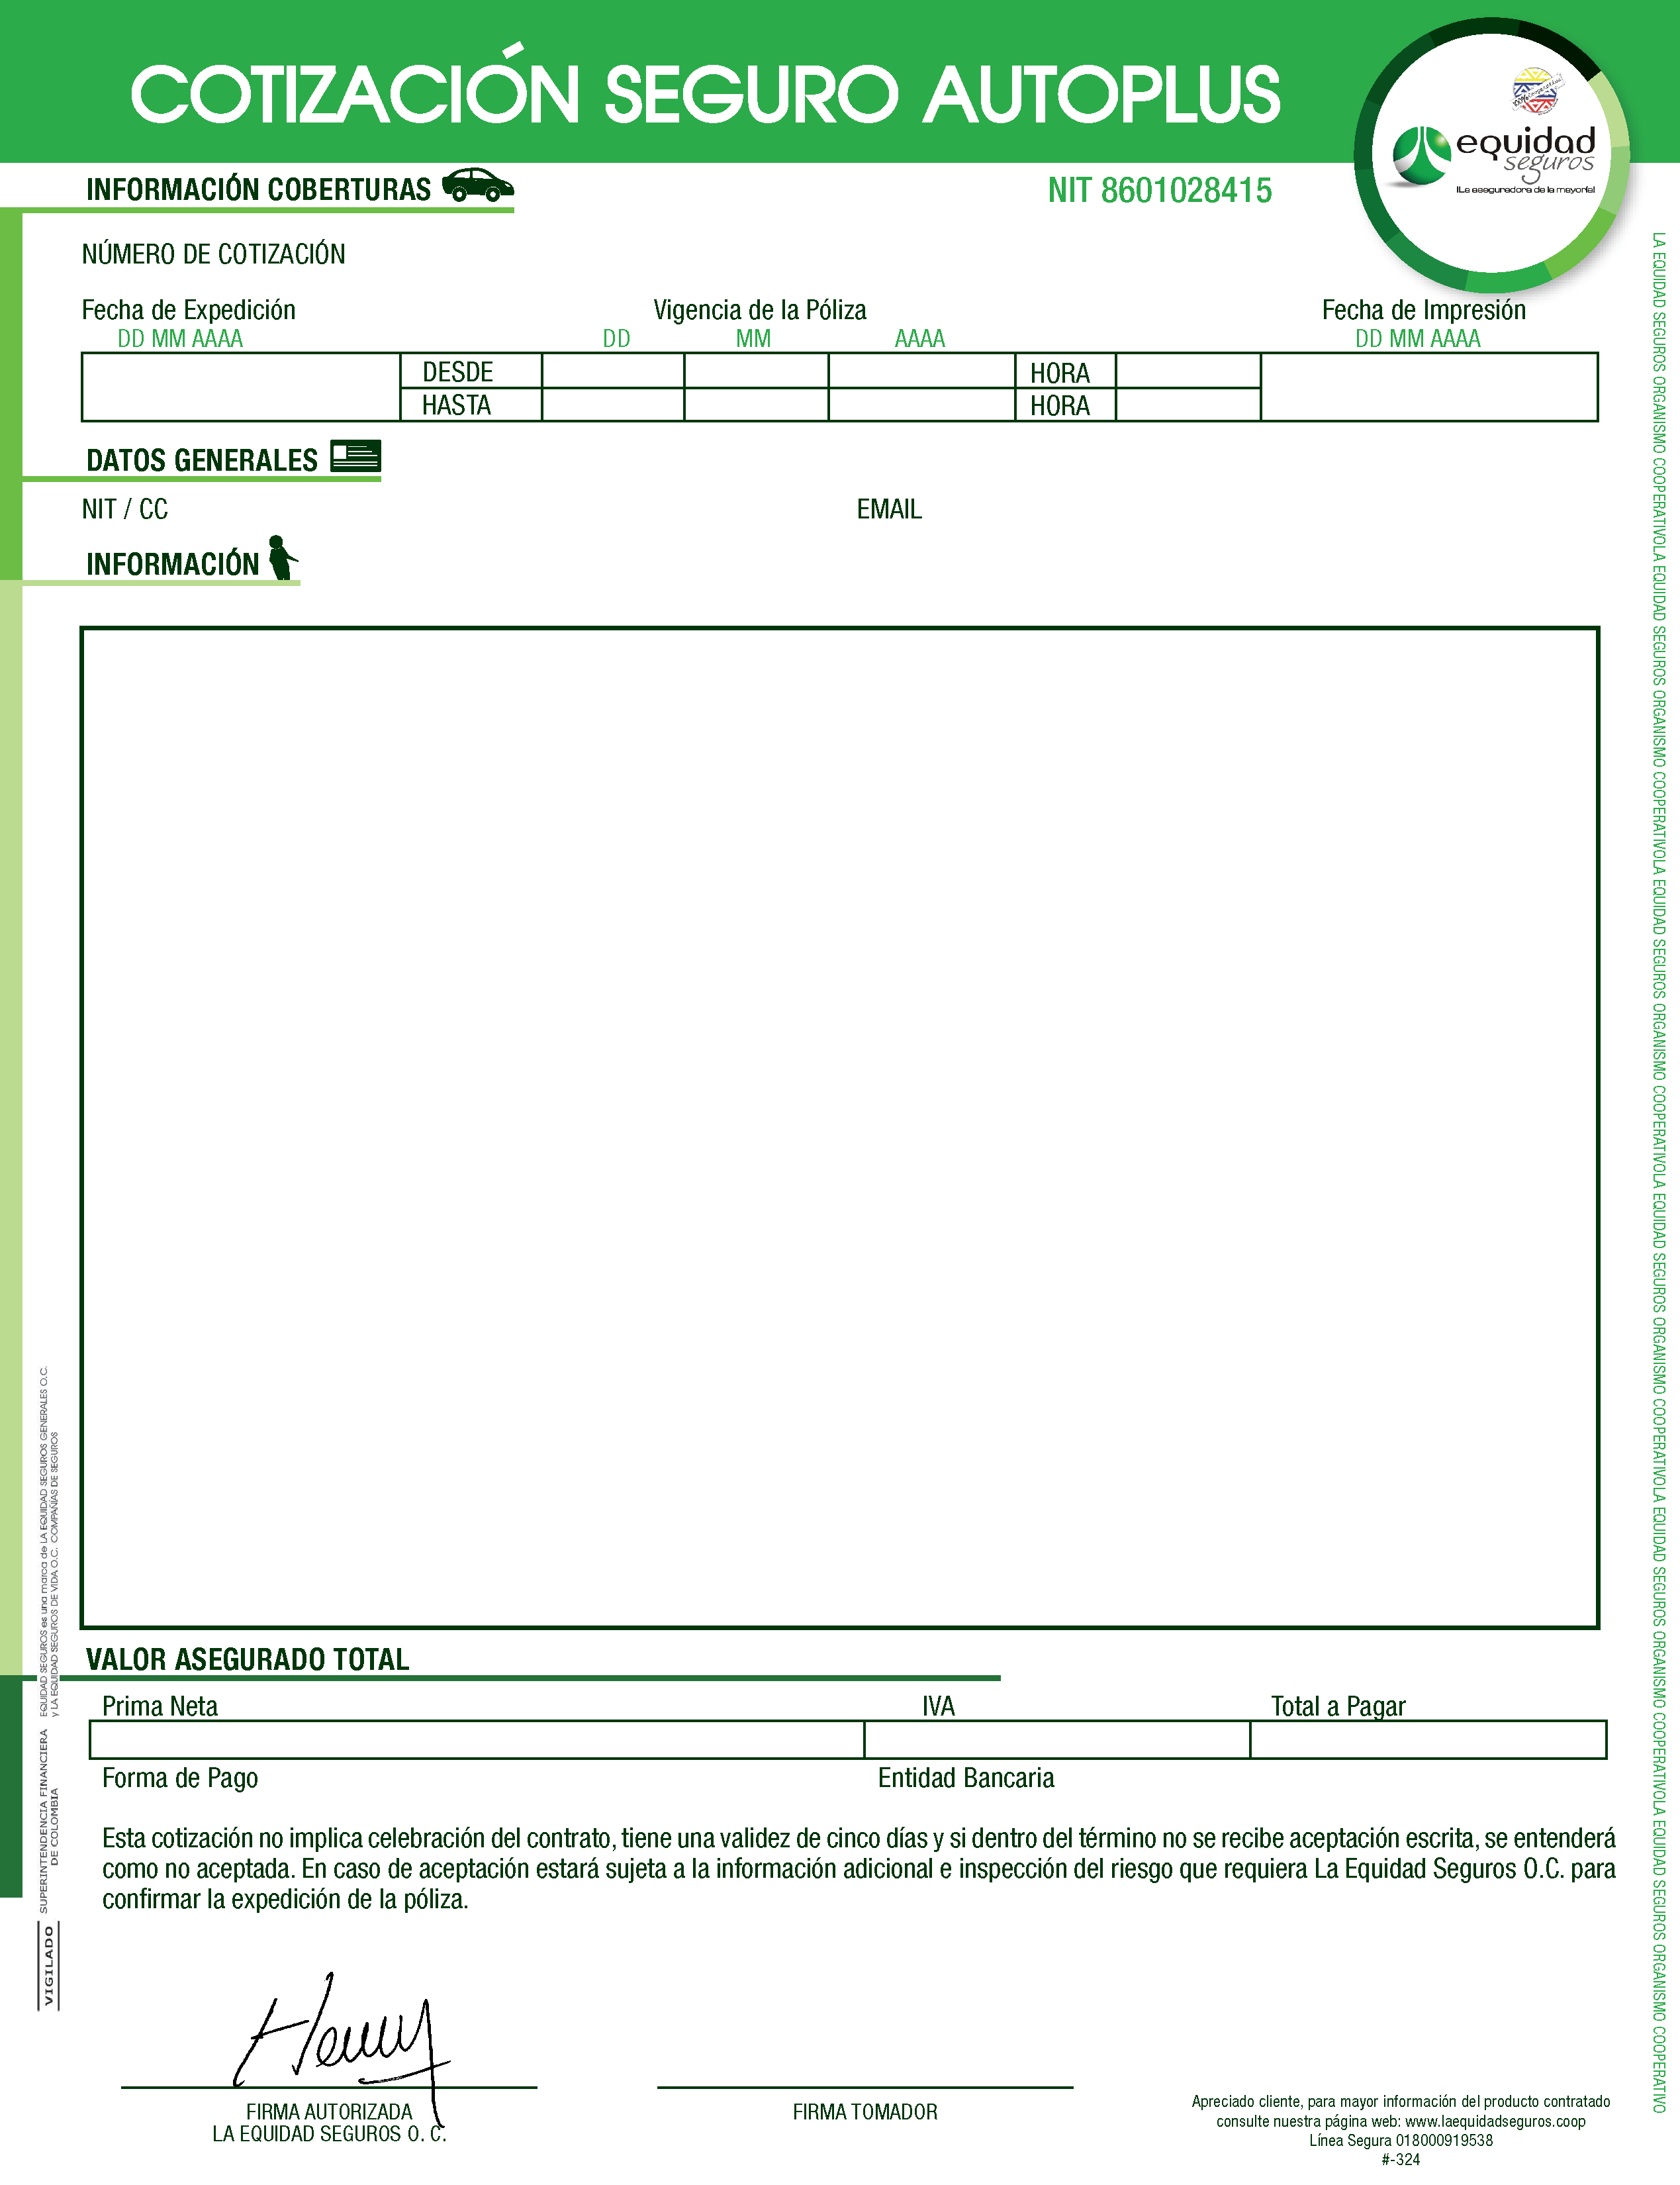 COTIZACIÓN SEGURO AUTOPLUS
100% Cooperativa
equidad
seguros
¡La aseguradora de la mayoría!
INFORMACIÓN COBERTURAS
NIT 8601028415
NÚMERO DE COTIZACIÓN
Fecha de Expedición Vigencia de la Póliza Fecha de Impresión
DD MM AAAA DD MM AAAA DD MM AAAA
DESDE HORA
HASTA HORA
DATOS GENERALES
NIT / CC EMAIL
INFORMACIÓN
VALOR ASEGURADO TOTAL
Prima Neta IVA Total a Pagar
Forma de Pago Entidad Bancaria
Esta cotización no implica celebración del contrato, tiene una validez de cinco días y si dentro del término no se recibe aceptación escrita, se entenderá
como no aceptada. En caso de aceptación estará sujeta a la información adicional e inspección del riesgo que requiera La Equidad Seguros O.C. para
confirmar la expedición de la póliza.
Henry
FIRMA AUTORIZADA
LA EQUIDAD SEGUROS O. C.
FIRMA TOMADOR
Apreciado cliente, para mayor información del producto contratado
consulte nuestra página web: www.laequidadseguros.coop
Línea Segura 018000919538
#-324
VIGILADO
SUPERINTENDENCIA FINANCIERA
DE COLOMBIA
EQUIDAD SEGUROS es una marca de LA EQUIDAD SEGUROS GENERALES O.C.
y LA EQUIDAD SEGUROS DE VIDA O.C. COMPAÑÍAS DE SEGUROS
LA EQUIDAD SEGUROS ORGANISMO COOPERATIVOLA EQUIDAD SEGUROS ORGANISMO COOPERATIVOLA EQUIDAD SEGUROS ORGANISMO COOPERATIVOLA EQUIDAD SEGUROS ORGANISMO COOPERATIVOLA EQUIDAD SEGUROS ORGANISMO COOPERATIVOLA EQUIDAD SEGUROS ORGANISMO COOPERATIVO